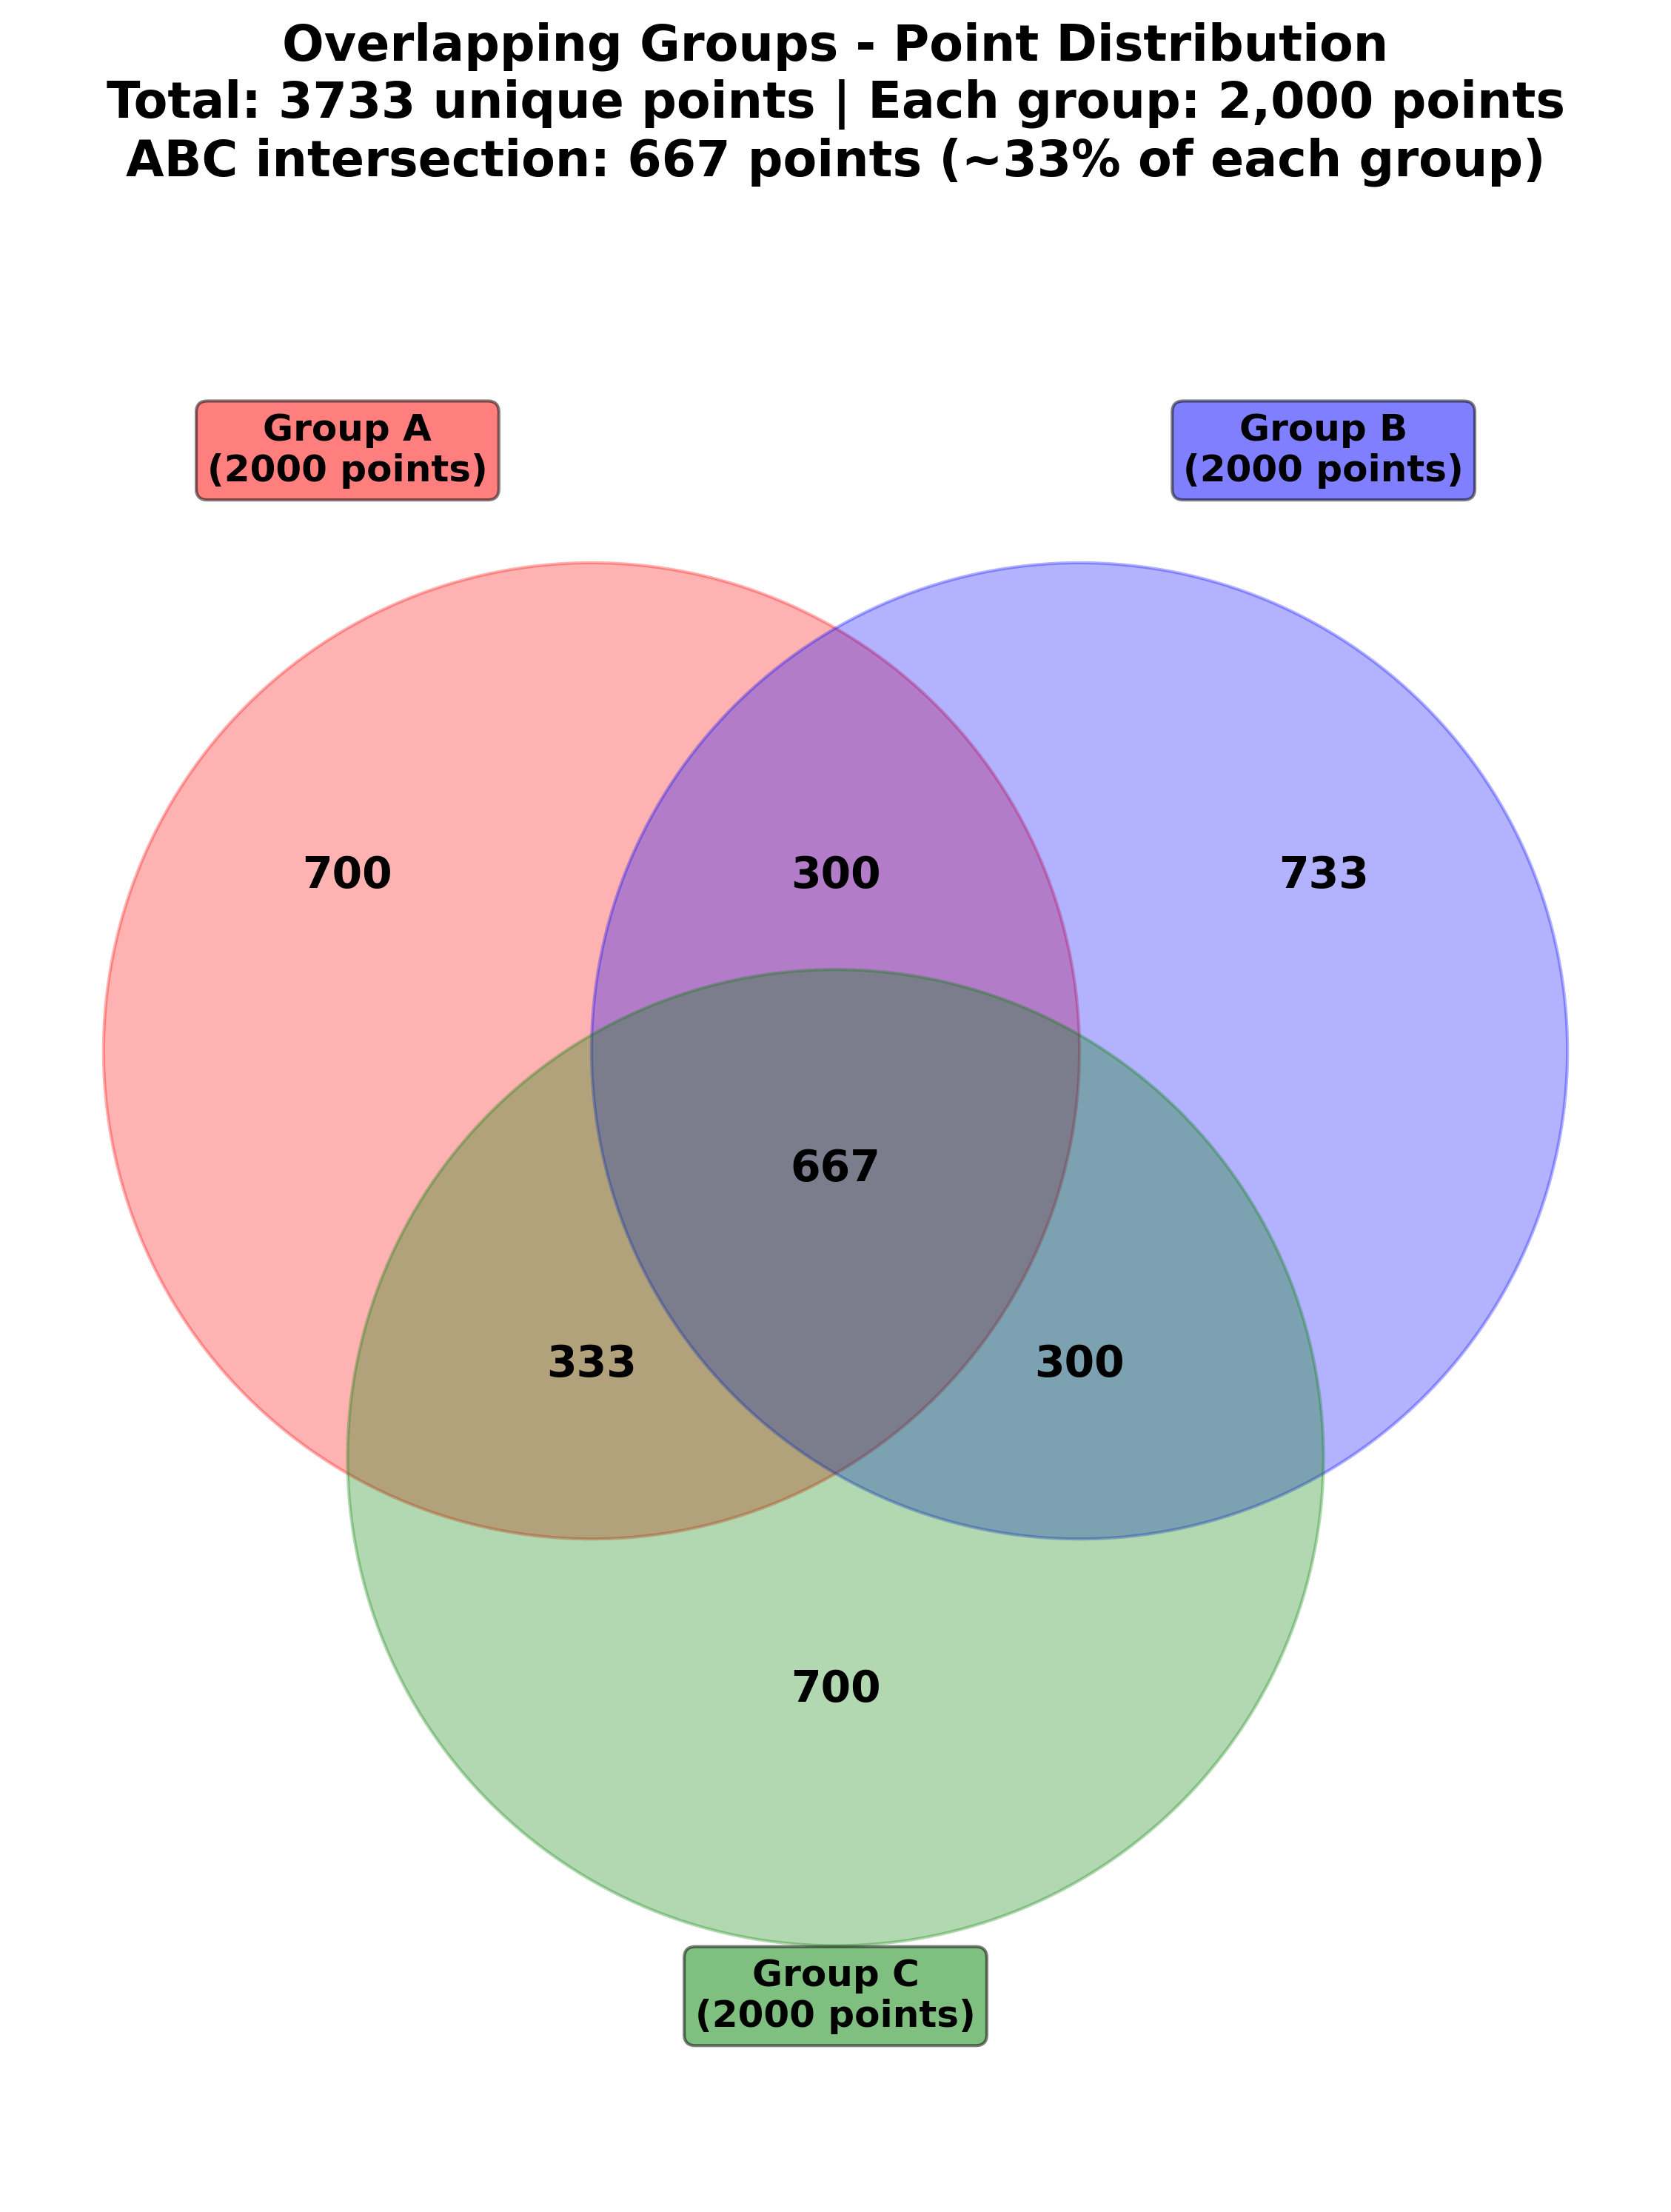 Overlapping Groups - Point Distribution
Total: 3733 unique points | Each group: 2,000 points
ABC intersection: 667 points (~33% of each group)
Group A
(2000 points)
Group B
(2000 points)
700
300
733
667
333
300
700
Group C
(2000 points)